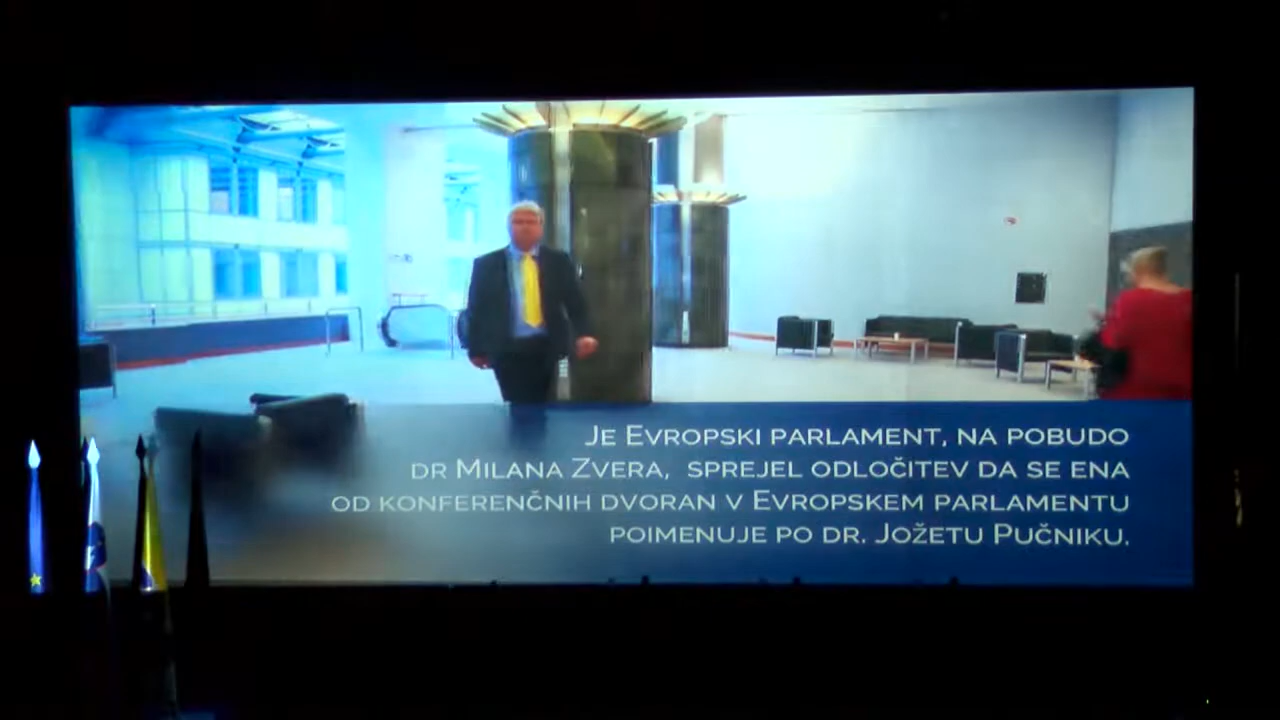 Je Evropski parlament, na pobudo
dr Milana Zvera, sprejel odločitev da se ena
od konferenčnih dvoran v Evropskem parlamentu
poimenuje po dr. Jožetu Pučniku.